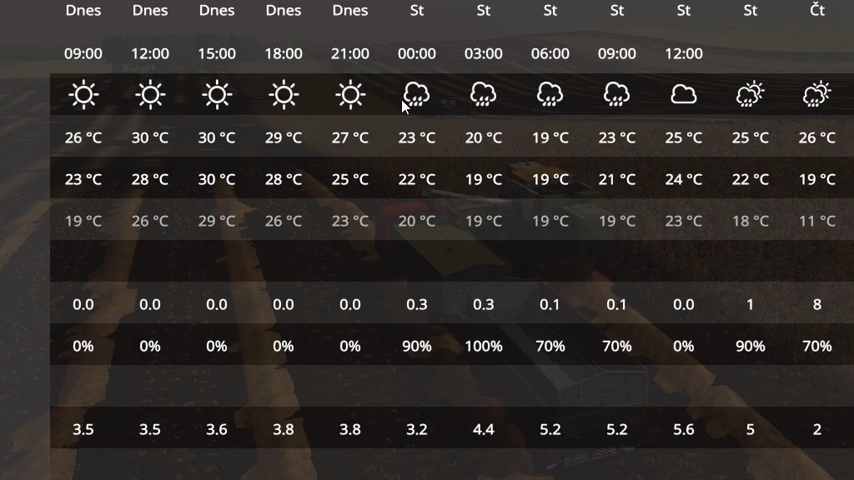 Dnes Dnes Dnes Dnes Dnes St St St St St St Čt
09:00 12:00 15:00 18:00 21:00 00:00 03:00 06:00 09:00 12:00
26 °C 30 °C 30 °C 29 °C 27 °C 23 °C 20 °C 19 °C 23 °C 25 °C 25 °C 26 °C
23 °C 28 °C 30 °C 28 °C 25 °C 22 °C 19 °C 19 °C 21 °C 24 °C 22 °C 19 °C
19 °C 26 °C 29 °C 26 °C 23 °C 20 °C 19 °C 19 °C 19 °C 23 °C 18 °C 11 °C
0.0 0.0 0.0 0.0 0.0 0.3 0.3 0.1 0.1 0.0 1 8
0% 0% 0% 0% 0% 90% 100% 70% 70% 0% 90% 70%
3.5 3.5 3.6 3.8 3.8 3.2 4.4 5.2 5.2 5.6 5 2